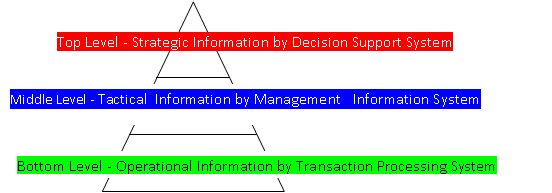 Top Level - Strategic Information by Decision Support System
Middle Level - Tactical Information by Management Information System
Bottom Level - Operational Information by Transaction Processing System